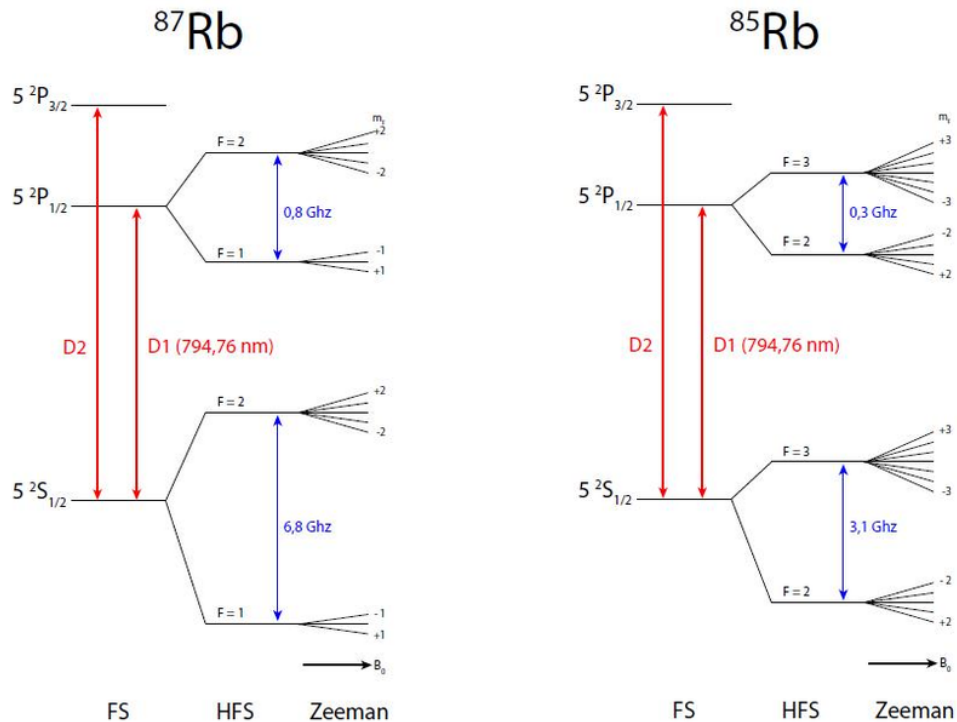 ⁸⁷Rb
5 ²P₃/₂
mF
+2
F = 2
-2
5 ²P₁/₂
0,8 Ghz
F = 1
-1
+1
D2
D1 (794,76 nm)
+2
F = 2
-2
5 ²S₁/₂
6,8 Ghz
F = 1
- 1
+1
B₀
FS HFS Zeeman
⁸⁵Rb
5 ²P₃/₂
mF
+3
F = 3
-3
5 ²P₁/₂
0,3 Ghz
-2
F = 2
+2
D2
D1 (794,76 nm)
+3
F = 3
-3
5 ²S₁/₂
3,1 Ghz
- 2
F = 2
+2
B₀
FS HFS Zeeman